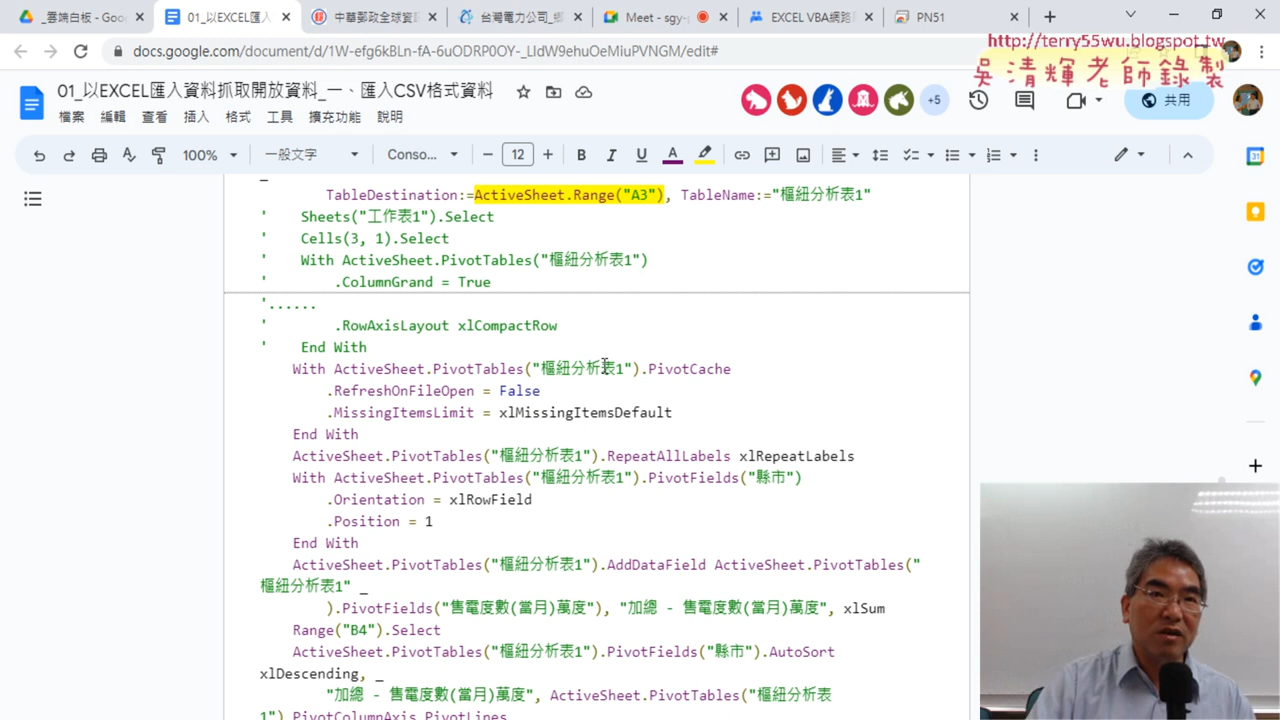 _雲端白板 - Goo
01_以EXCEL匯入
中華郵政全球資訊
台灣電力公司_鄉
Meet - sgy-
EXCEL VBA網路
PN51
docs.google.com/document/d/1W-efg6kBLn-fA-6uODRP0OY-_LIdW9ehuOeMiuPVNGM/edit#
http://terry55wu.blogspot.tw
吳清輝老師錄製
01_以EXCEL匯入資料抓取開放資料_一、匯入CSV格式資料
+5
共用
檔案 編輯 查看 插入 格式 工具 擴充功能 說明
100% 一般文字 Conso... 12 B I U A
_
TableDestination:=ActiveSheet.Range("A3"), TableName:="樞紐分析表1"
' Sheets("工作表1").Select
' Cells(3, 1).Select
' With ActiveSheet.PivotTables("樞紐分析表1")
' .ColumnGrand = True
'......
' .RowAxisLayout xlCompactRow
' End With
With ActiveSheet.PivotTables("樞紐分析表1").PivotCache
.RefreshOnFileOpen = False
.MissingItemsLimit = xlMissingItemsDefault
End With
ActiveSheet.PivotTables("樞紐分析表1").RepeatAllLabels xlRepeatLabels
With ActiveSheet.PivotTables("樞紐分析表1").PivotFields("縣市")
.Orientation = xlRowField
.Position = 1
End With
ActiveSheet.PivotTables("樞紐分析表1").AddDataField ActiveSheet.PivotTables("
樞紐分析表1" _
).PivotFields("售電度數(當月)萬度"), "加總 - 售電度數(當月)萬度", xlSum
Range("B4").Select
ActiveSheet.PivotTables("樞紐分析表1").PivotFields("縣市").AutoSort
xlDescending, _
"加總 - 售電度數(當月)萬度", ActiveSheet.PivotTables("樞紐分析表
1").PivotColumnAxis.PivotLines